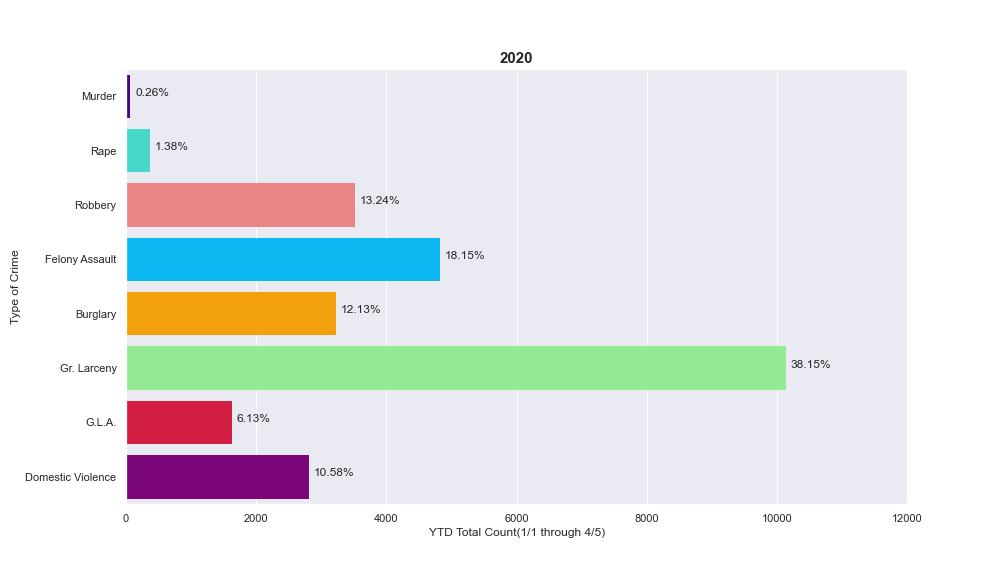 2020
Murder
0.26%
Rape
1.38%
Robbery
13.24%
Felony Assault
18.15%
Burglary
12.13%
Gr. Larceny
38.15%
G.L.A.
6.13%
Domestic Violence
10.58%
Type of Crime
0 2000 4000 6000 8000 10000 12000
YTD Total Count(1/1 through 4/5)